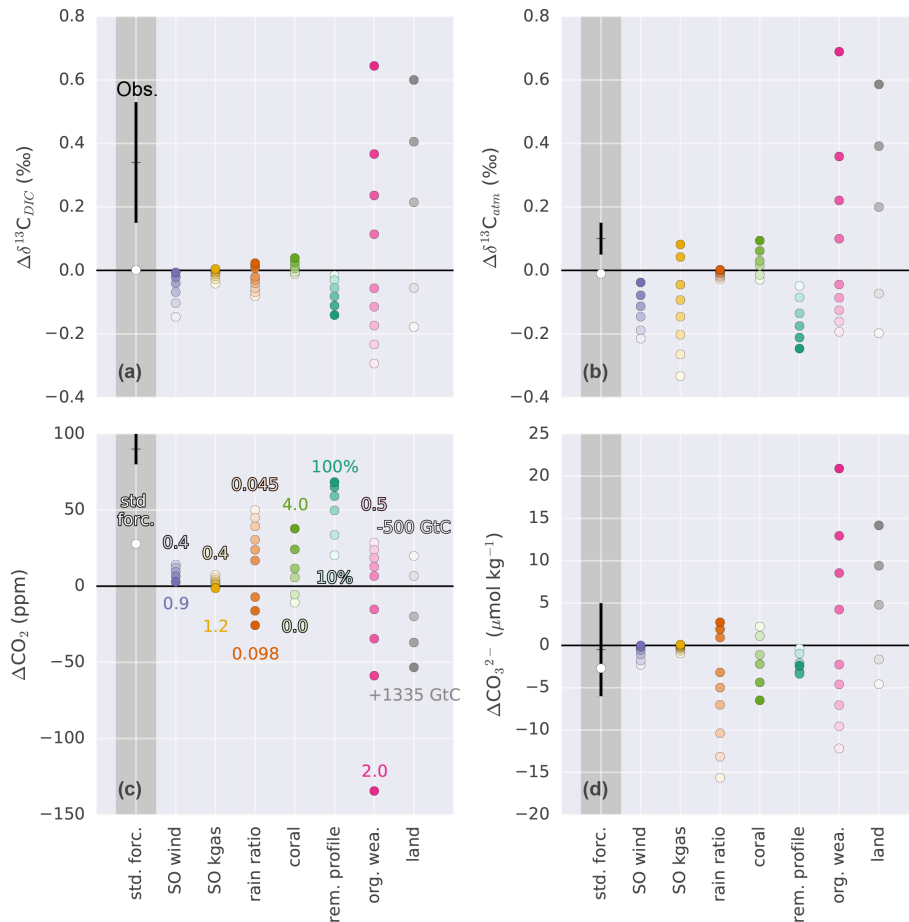 0.8
0.6
0.4
0.2
0.0
−0.2
−0.4
Δδ¹³C_DIC (‰)
Obs.
(a)
0.8
0.6
0.4
0.2
0.0
−0.2
−0.4
Δδ¹³C_atm (‰)
(b)
100
50
0
−50
−100
−150
ΔCO₂ (ppm)
std
forc.
0.4
0.9
0.4
1.2
0.045
0.098
4.0
0.0
100%
10%
0.5
2.0
-500 GtC
+1335 GtC
(c)
std. forc.
SO wind
SO kgas
rain ratio
coral
rem. profile
org. wea.
land
25
20
15
10
5
0
−5
−10
−15
−20
ΔCO₃²⁻ (μmol kg⁻¹)
(d)
std. forc.
SO wind
SO kgas
rain ratio
coral
rem. profile
org. wea.
land